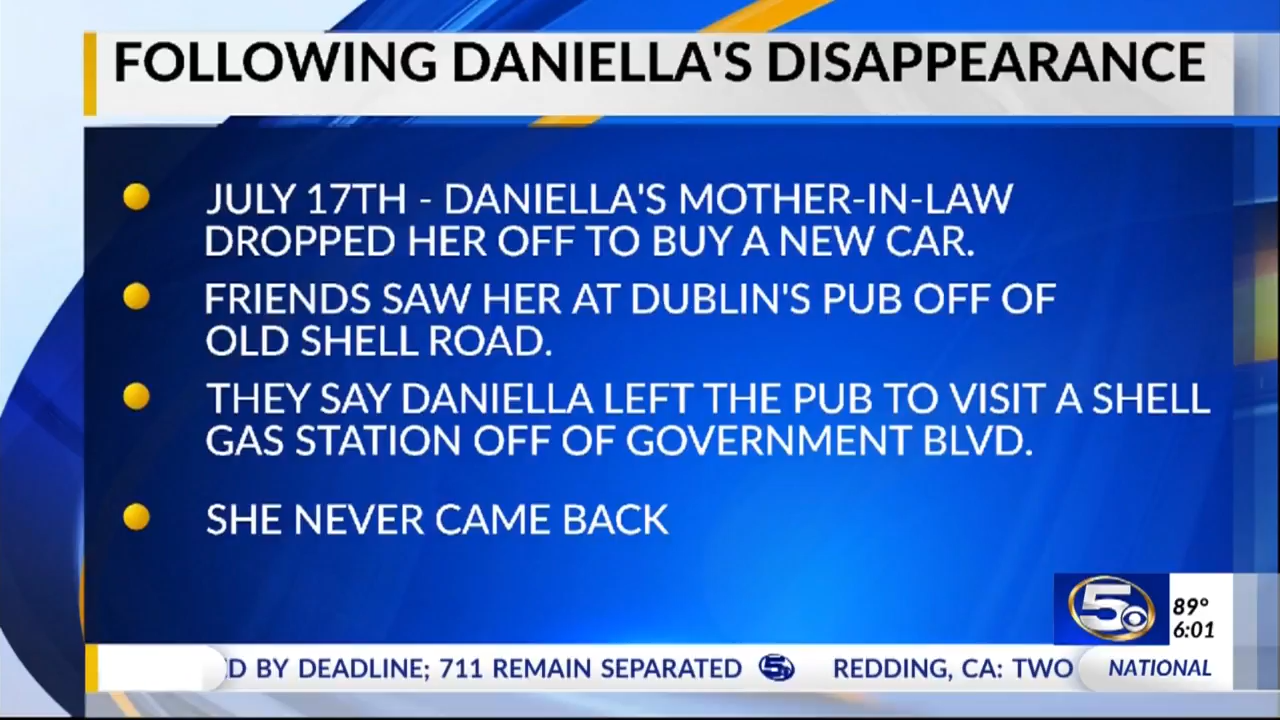 FOLLOWING DANIELLA'S DISAPPEARANCE
JULY 17TH - DANIELLA'S MOTHER-IN-LAW
DROPPED HER OFF TO BUY A NEW CAR.
FRIENDS SAW HER AT DUBLIN'S PUB OFF OF
OLD SHELL ROAD.
THEY SAY DANIELLA LEFT THE PUB TO VISIT A SHELL
GAS STATION OFF OF GOVERNMENT BLVD.
SHE NEVER CAME BACK
5
89°
6:01
BY DEADLINE; 711 REMAIN SEPARATED 5 REDDING, CA: TWO
NATIONAL